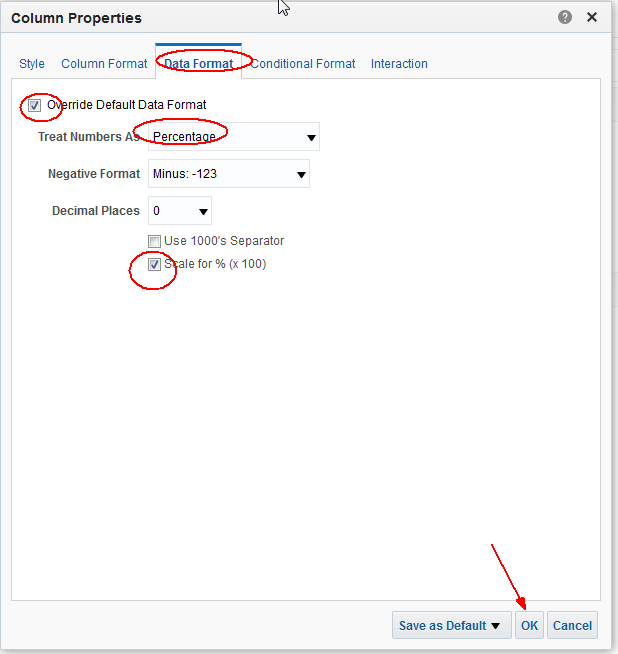 Column Properties
Style Column Format Data Format Conditional Format Interaction
Override Default Data Format
Treat Numbers As Percentage
Negative Format Minus: -123
Decimal Places 0
Use 1000's Separator
Scale for % (x 100)
Save as Default OK Cancel